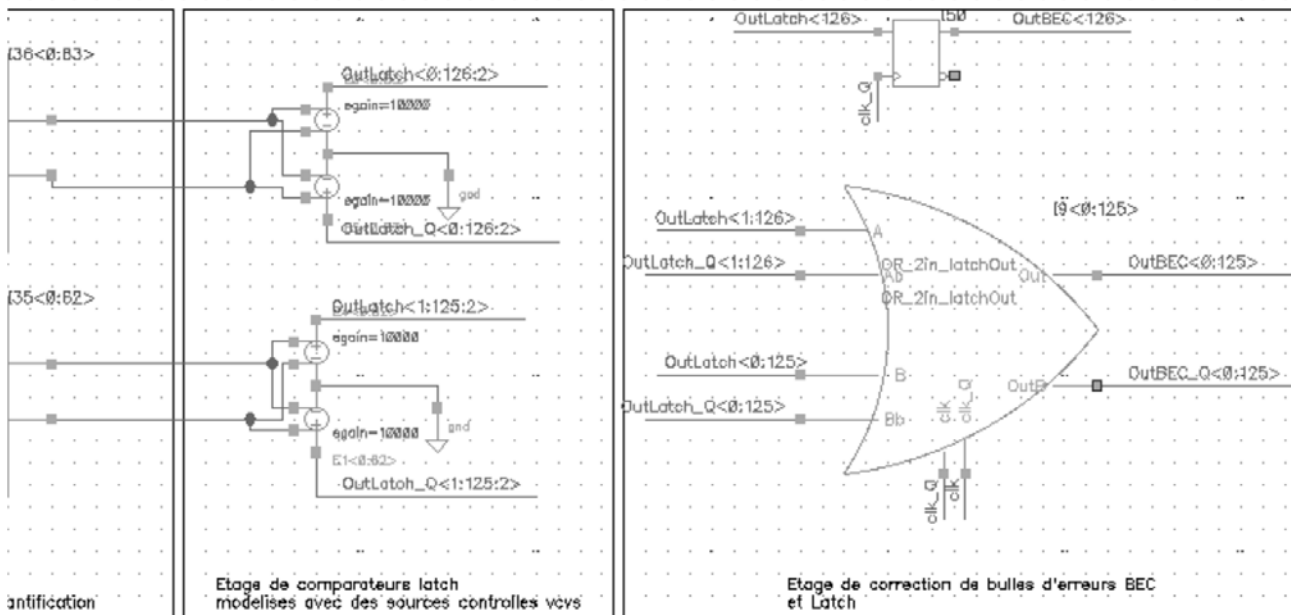 I36<0:63>
I35<0:62>
antification
OutLatch<0:126:2>
egain=10000
gnd
egain=10000
OutLatch_Q<0:126:2>
OutLatch<1:125:2>
egain=10000
gnd
egain=10000
E1<0:62>
OutLatch_Q<1:125:2>
Etage de comparateurs latch
modelises avec des sources controlles vcvs
OutLatch<126>
I50
OutBEC<126>
clk_Q
I9<0:125>
OutLatch<1:126>
A
OutLatch_Q<1:126>
Ab
OR_2in_latchOut
Out
OutBEC<0:125>
OR_2in_latchOut
OutLatch<0:125>
B
OutB
OutBEC_Q<0:125>
OutLatch_Q<0:125>
Bb
clk
clk_Q
clk_Q
clk
Etage de correction de bulles d'erreurs BEC
et Latch